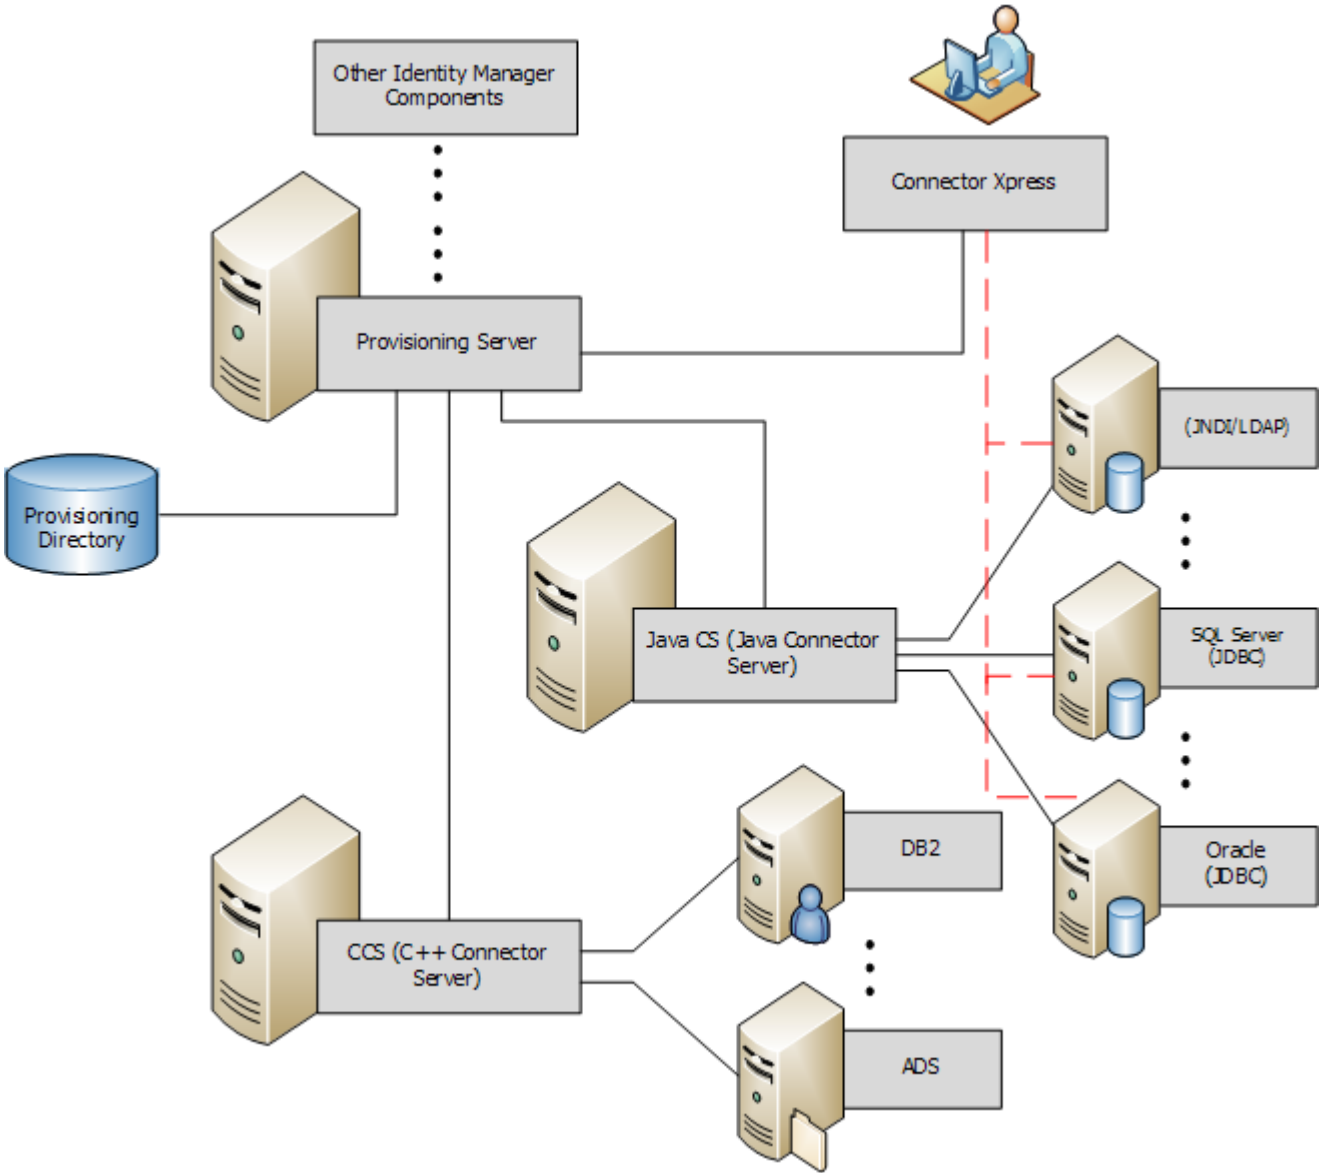 Other Identity Manager
Components
Connector Xpress
Provisioning Server
(JNDI/LDAP)
Provisioning
Directory
Java CS (Java Connector
Server)
SQL Server
(JDBC)
DB2
Oracle
(JDBC)
CCS (C++ Connector
Server)
ADS